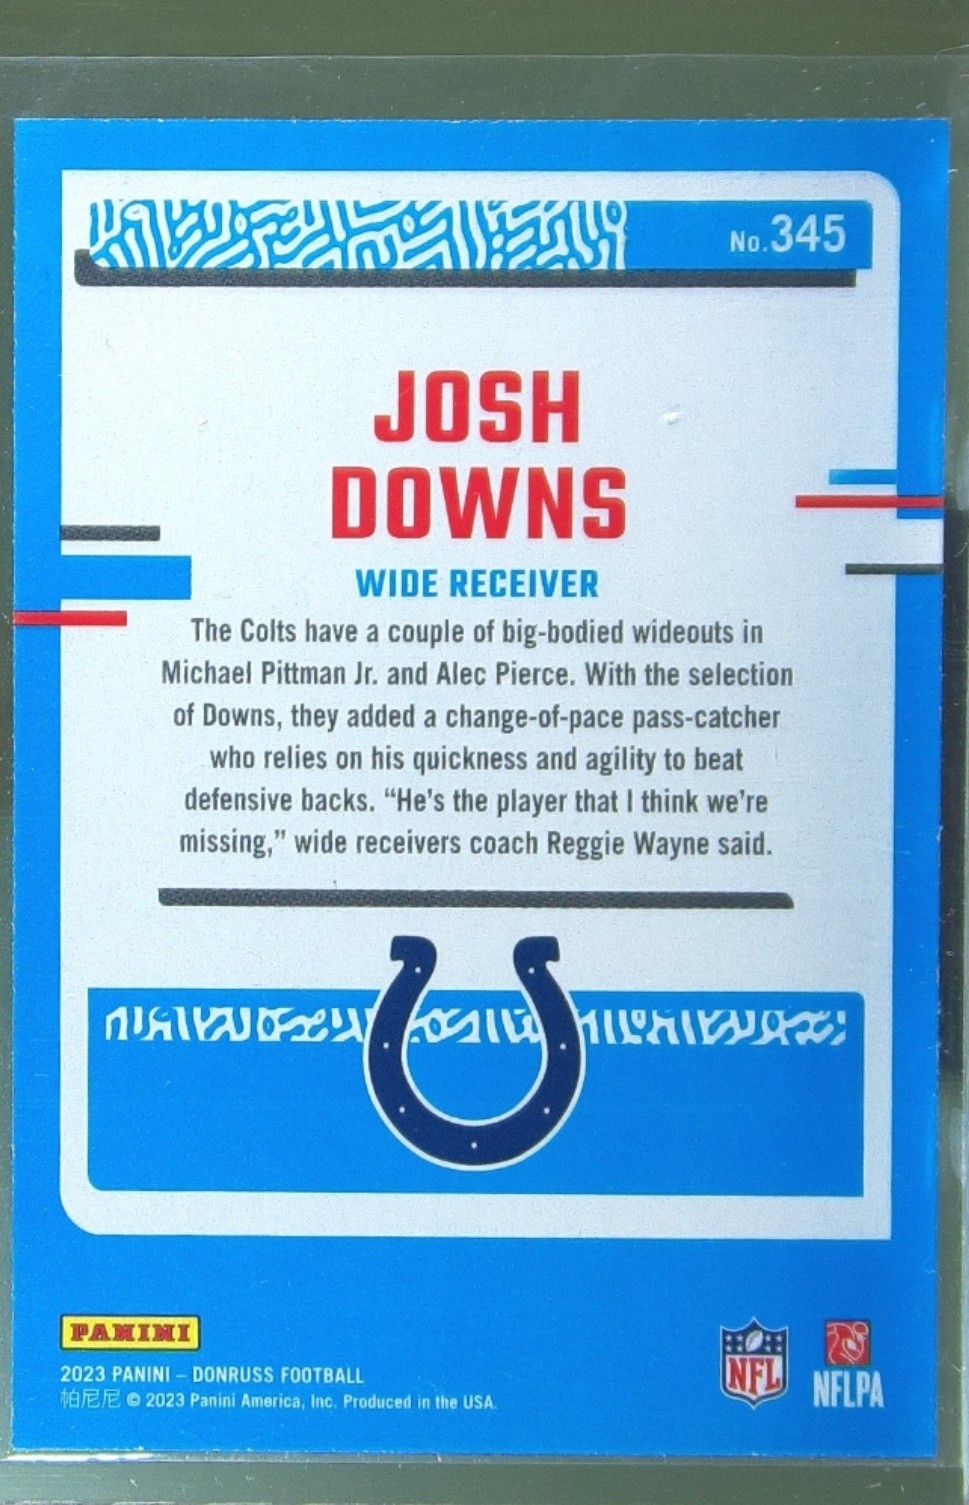 No.345
JOSH
DOWNS
WIDE RECEIVER
The Colts have a couple of big-bodied wideouts in
Michael Pittman Jr. and Alec Pierce. With the selection
of Downs, they added a change-of-pace pass-catcher
who relies on his quickness and agility to beat
defensive backs. “He’s the player that I think we’re
missing,” wide receivers coach Reggie Wayne said.
PANINI
2023 PANINI – DONRUSS FOOTBALL
帕尼尼 © 2023 Panini America, Inc. Produced in the USA.
NFL
NFLPA